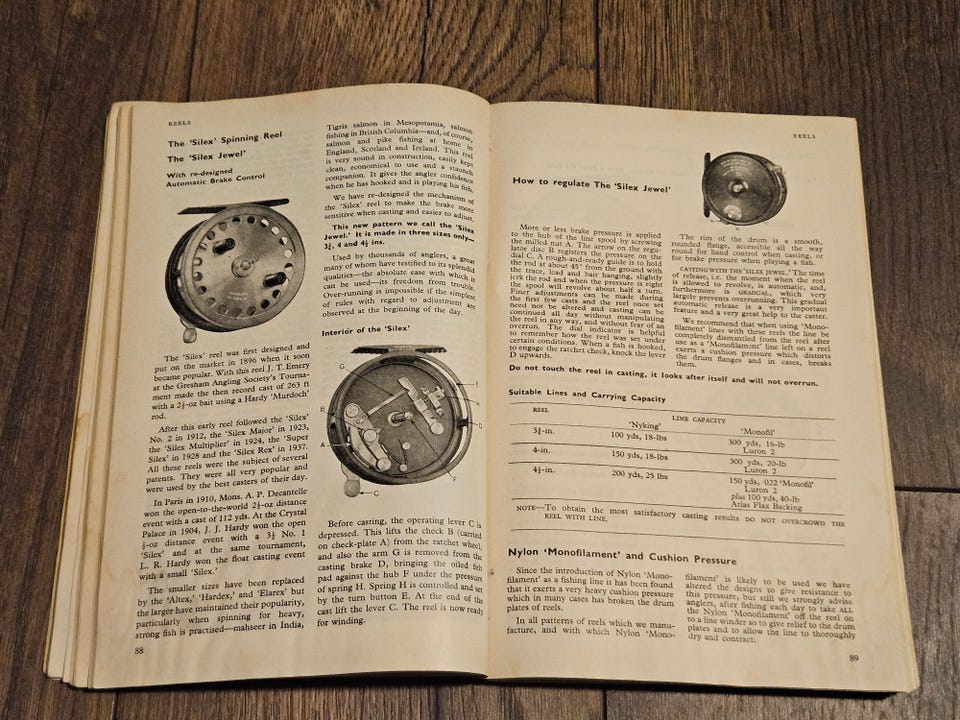 REELS
The 'Silex' Spinning Reel
The 'Silex Jewel'
With re-designed
Automatic Brake Control
The 'Silex' reel was first designed and
put on the market in 1896 when it soon
became popular. With this reel J. T. Emery
at the Gresham Angling Society's Tourna-
ment made the then record cast of 263 ft
with a 2½-oz bait using a Hardy 'Murdoch'
rod.
After this early reel followed the 'Silex'
No. 2 in 1912, the 'Silex Major' in 1923,
the 'Silex Multiplier' in 1924, the 'Super
Silex' in 1928 and the 'Silex Rex' in 1937.
All these reels were the subject of several
patents. They were all very popular and
were used by the best casters of their day.
In Paris in 1910, Mons. A. P. Decantelle
won the open-to-the-world 2½-oz distance
event with a cast of 112 yds. At the Crystal
Palace in 1904, J. J. Hardy won the open
-oz distance event with a 3½ No. 1
'Silex' and at the same tournament,
L. R. Hardy won the float casting event
with a small 'Silex.'
The smaller sizes have been replaced
by the 'Altex,' 'Hardex,' and 'Elarex' but
the larger have maintained their popularity,
particularly when spinning for heavy,
strong fish is practised—mahseer in India,
88
Tigris salmon in Mesopotamia, salmon
fishing in British Columbia—and, of course,
salmon and pike fishing at home in
England, Scotland and Ireland. This reel
is very sound in construction, easily kept
clean, economical to use and a staunch
companion. It gives the angler confidence
when he has hooked and is playing his fish.
We have re-designed the mechanism of
the 'Silex' reel to make the brake more
sensitive when casting and easier to adjust.
This new pattern we call the 'Silex
Jewel.' It is made in three sizes only—
3½, 4 and 4½ ins.
Used by thousands of anglers, a great
many of whom have testified to its splendid
qualities—the absolute ease with which it
can be used—its freedom from trouble.
Over-running is impossible if the simplest
of rules with regard to adjustment are
observed at the beginning of the day.
Interior of the 'Silex'
G
E
H
B
D
A
F
C
Before casting, the operating lever C is
depressed. This lifts the check B (carried
on check-plate A) from the ratchet wheel,
and also the arm G is removed from the
casting brake D, bringing the oiled felt
pad against the hub F under the pressure
of spring H. Spring H is controlled and set
by the turn button E. At the end of the
cast lift the lever C. The reel is now ready
for winding.
REELS
How to regulate The 'Silex Jewel'
More or less brake pressure is applied
to the hub of the line spool by screwing
the milled nut A. The arrow on the regu-
lator disc B registers the pressure on the
dial C. A rough-and-ready guide is to hold
the rod at about 45° from the ground with
the trace, lead and bait hanging, slightly
jerk the rod and when the pressure is right
the spool will revolve about half a turn.
Finer adjustments can be made during
the first few casts and the reel once set
need not be altered and casting can be
continued all day without manipulating
the reel in any way, and without fear of an
overrun. The dial indicator is helpful
to remember how the reel was set under
certain conditions. When a fish is hooked,
to engage the ratchet check, knock the lever
D upwards.
The rim of the drum is a smooth,
rounded flange, accessible all the way
round for hand control when casting, or
for brake pressure when playing a fish.
CASTING WITH THE 'SILEX JEWEL.' The time
of release, i.e. the moment when the reel
is allowed to revolve, is automatic, and,
furthermore is GRADUAL, which very
largely prevents overrunning. This gradual
automatic release is a very important
feature and a very great help to the caster.
We recommend that when using 'Mono-
filament' lines with these reels the line be
completely dismantled from the reel after
use as a 'Monofilament' line left on a reel
exerts a cushion pressure which distorts
the drum flanges and in cases, breaks
them.
Do not touch the reel in casting, it looks after itself and will not overrun.
Suitable Lines and Carrying Capacity
REEL LINE CAPACITY
'Nyking' 'Monofil'
3½-in. 100 yds, 18-lbs 300 yds, 16-lb
Luron 2
4-in. 150 yds, 18-lbs 300 yds, 20-lb
Luron 2
4½-in. 200 yds, 25 lbs 150 yds, ·022 'Monofil'
Luron 2
plus 100 yds, 40-lb
Atlas Flax Backing
NOTE—To obtain the most satisfactory casting results DO NOT OVERCROWD THE
REEL WITH LINE.
Nylon 'Monofilament' and Cushion Pressure
Since the introduction of Nylon 'Mono-
filament' as a fishing line it has been found
that it exerts a very heavy cushion pressure
which in many cases has broken the drum
plates of reels.
In all patterns of reels which we manu-
facture, and with which Nylon 'Mono-
filament' is likely to be used we have
altered the designs to give resistance to
this pressure, but still we strongly advise
anglers, after fishing each day to take ALL
the Nylon 'Monofilament' off the reel on
to a line winder so to give relief to the drum
plates and to allow the line to thoroughly
dry and contract.
89